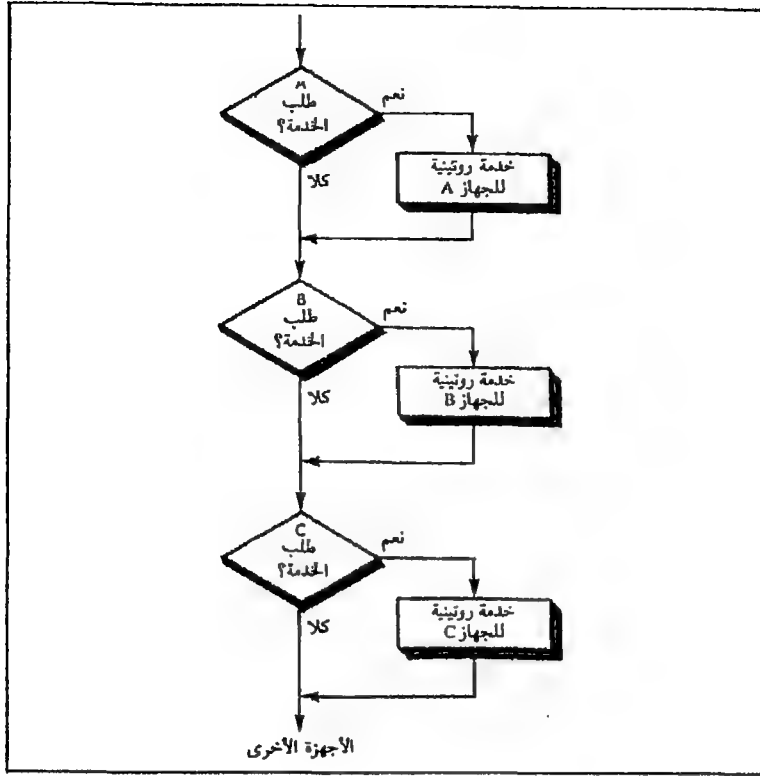 A
طلب
الخدمة؟
نعم
كلا
خدمة روتينية
للجهاز A
B
طلب
الخدمة؟
نعم
كلا
خدمة روتينية
للجهاز B
C
طلب
الخدمة؟
نعم
كلا
خدمة روتينية
للجهاز C
الأجهزة الأخرى